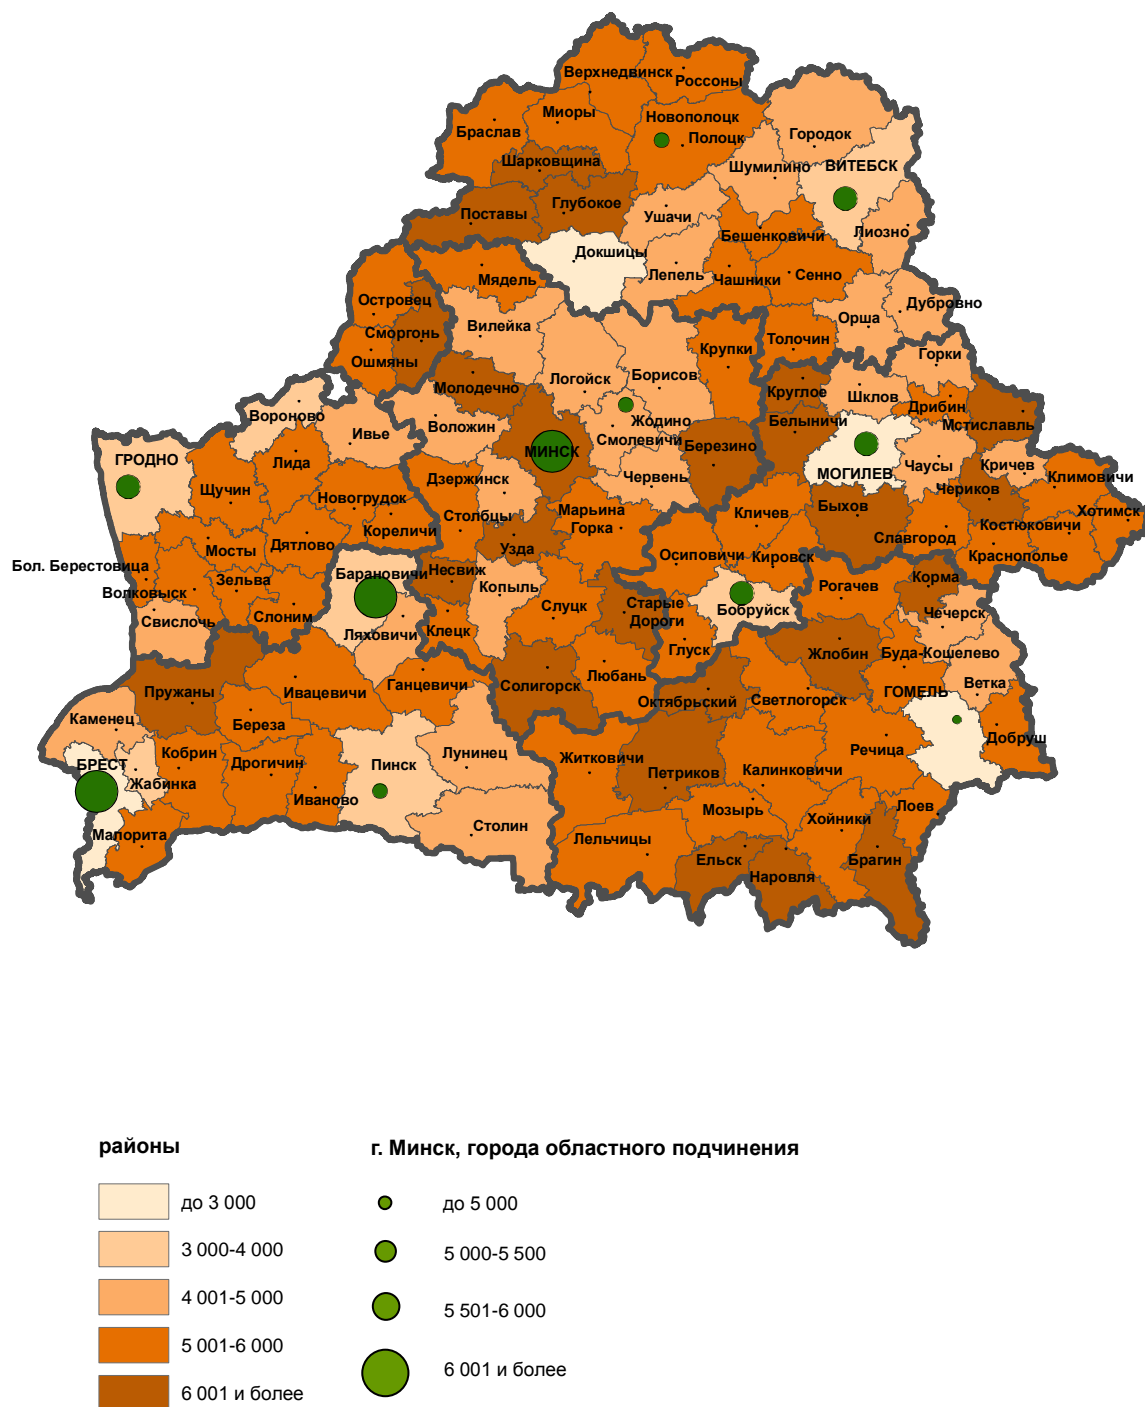 Верхнедвинск
Россоны
Миоры
Новополоцк
Браслав
Полоцк
Городок
Шарковщина
Шумилино
ВИТЕБСК
Глубокое
Поставы
Ушачи
Лиозно
Бешенковичи
Докшицы
Лепель
Сенно
Мядель
Чашники
Островец
Дубровно
Орша
Вилейка
Сморгонь
Толочин
Крупки
Горки
Ошмяны
Логойск
Борисов
Молодечно
Круглое
Шклов
Дрибин
Вороново
Жодино
Белыничи
Мстиславль
Воложин
Ивье
Смолевичи
Березино
МИНСК
ГРОДНО
Лида
Чаусы
Кричев
МОГИЛЕВ
Климовичи
Дзержинск
Червень
Щучин
Чериков
Новогрудок
Быхов
Марьина
Горка
Кличев
Хотимск
Столбцы
Костюковичи
Кореличи
Славгород
Дятлово
Мосты
Узда
Осиповичи
Кировск
Краснополье
Бол. Берестовица
Несвиж
Барановичи
Зельва
Корма
Рогачев
Копыль
Волковыск
Старые
Дороги
Слуцк
Бобруйск
Чечерск
Слоним
Свислочь
Клецк
Ляховичи
Глуск
Жлобин
Буда-Кошелево
Любань
Ветка
Ганцевичи
Солигорск
Пружаны
Ивацевичи
ГОМЕЛЬ
Светлогорск
Октябрьский
Каменец
Береза
Добруш
Речица
Кобрин
Лунинец
Житковичи
Дрогичин
БРЕСТ
Пинск
Калинковичи
Петриков
Жабинка
Иваново
Лоев
Мозырь
Хойники
Столин
Малорита
Лельчицы
Ельск
Брагин
Наровля
районы
г. Минск, города областного подчинения
до 3 000
до 5 000
3 000-4 000
5 000-5 500
4 001-5 000
5 501-6 000
5 001-6 000
6 001 и более
6 001 и более